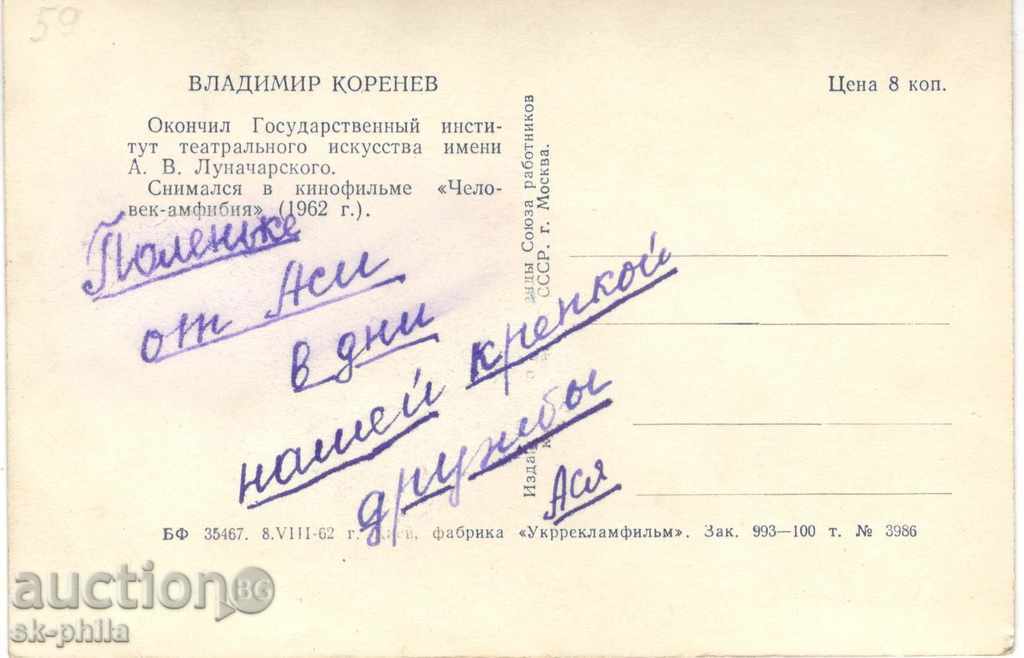 59
ВЛАДИМИР КОРЕНЕВ
Окончил Государственный инсти-
тут театрального искусства имени
А. В. Луначарского.
Снимался в кинофильме «Чело-
век-амфибия» (1962 г.).
Цена 8 коп.
Союза работников
СССР. г. Москва.
Поленьке
от Аси
в дни
нашей крепкой
дружбы
Ася
БФ 35467. 8.VIII-62 г. фабрика «Укррекламфильм». Зак. 993—100 т. № 3986
auction BG
sk-phila